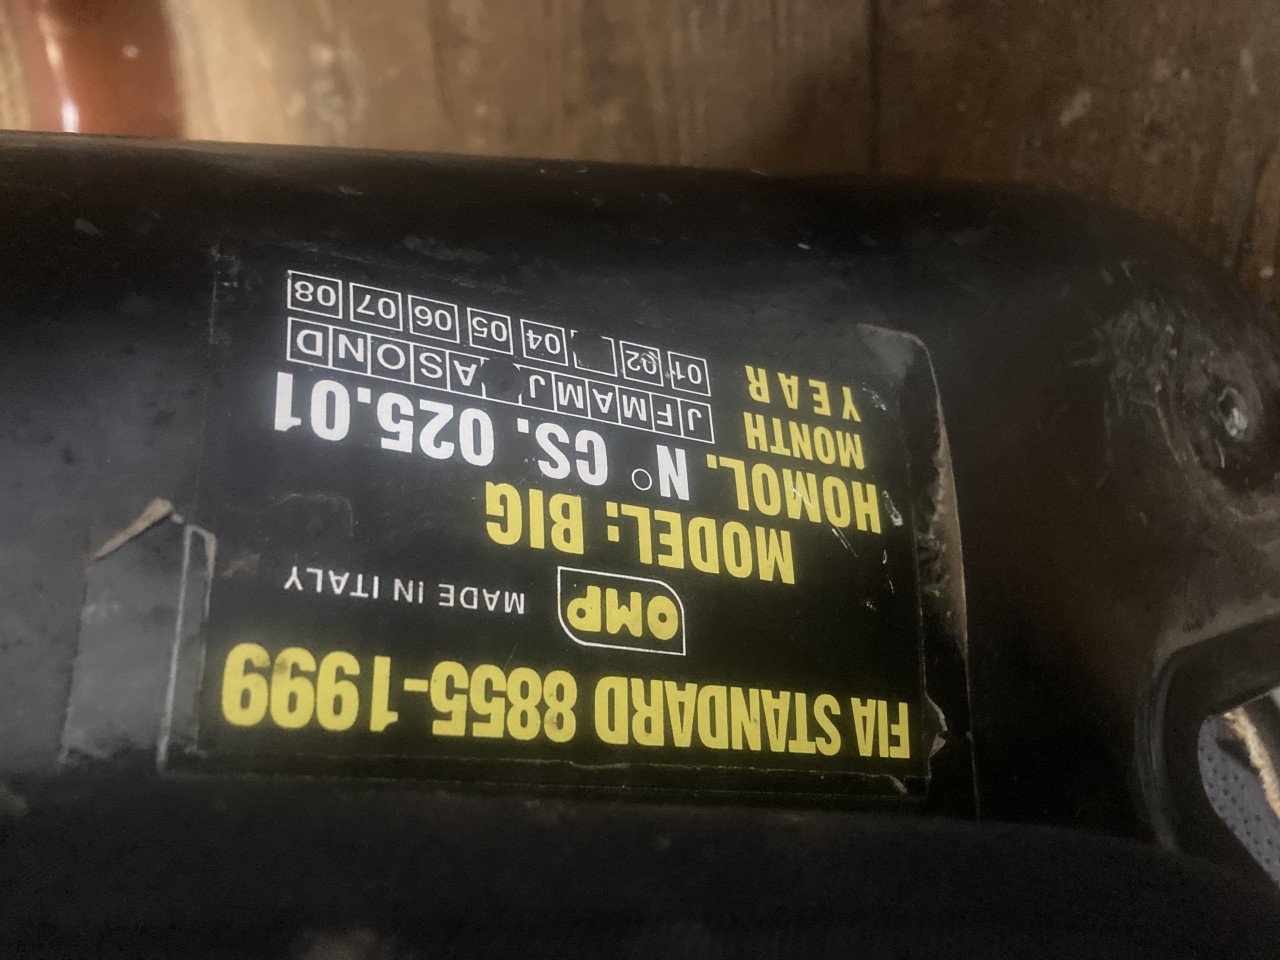 FIA STANDARD 8855-1999
OMP MADE IN ITALY
MODEL: BIG
HOMOL. N° CS. 025.01
MONTH J F M A M J A S O N D
YEAR 01 02 04 05 06 07 08